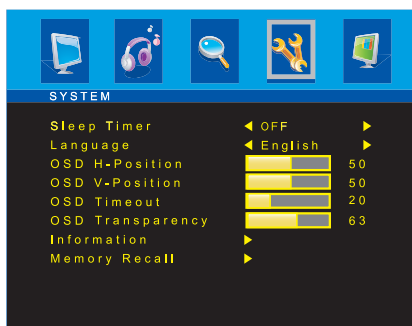 SYSTEM
Sleep Timer OFF
Language English
OSD H-Position 50
OSD V-Position 50
OSD Timeout 20
OSD Transparency 63
Information
Memory Recall